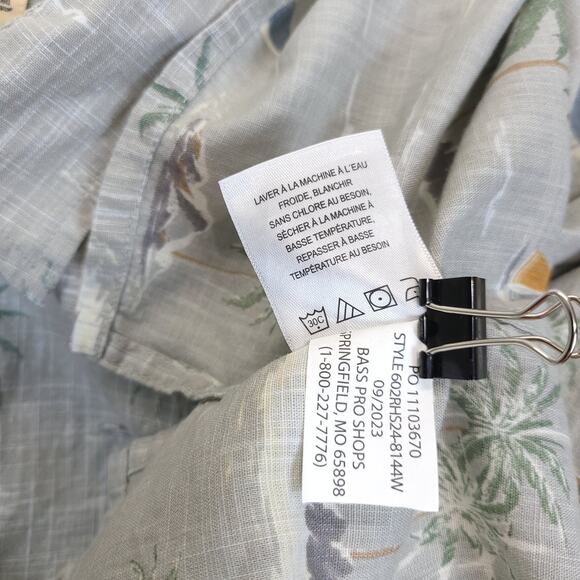 LAVER À LA MACHINE À L'EAU
FROIDE, BLANCHIR
SANS CHLORE AU BESOIN,
SÉCHER À LA MACHINE À
BASSE TEMPÉRATURE,
REPASSER À BASSE
TEMPÉRATURE AU BESOIN
30C
PO 11103670
STYLE 602RHS24-8144W
09/2023
BASS PRO SHOPS
SPRINGFIELD, MO 65898
(1-800-227-7776)